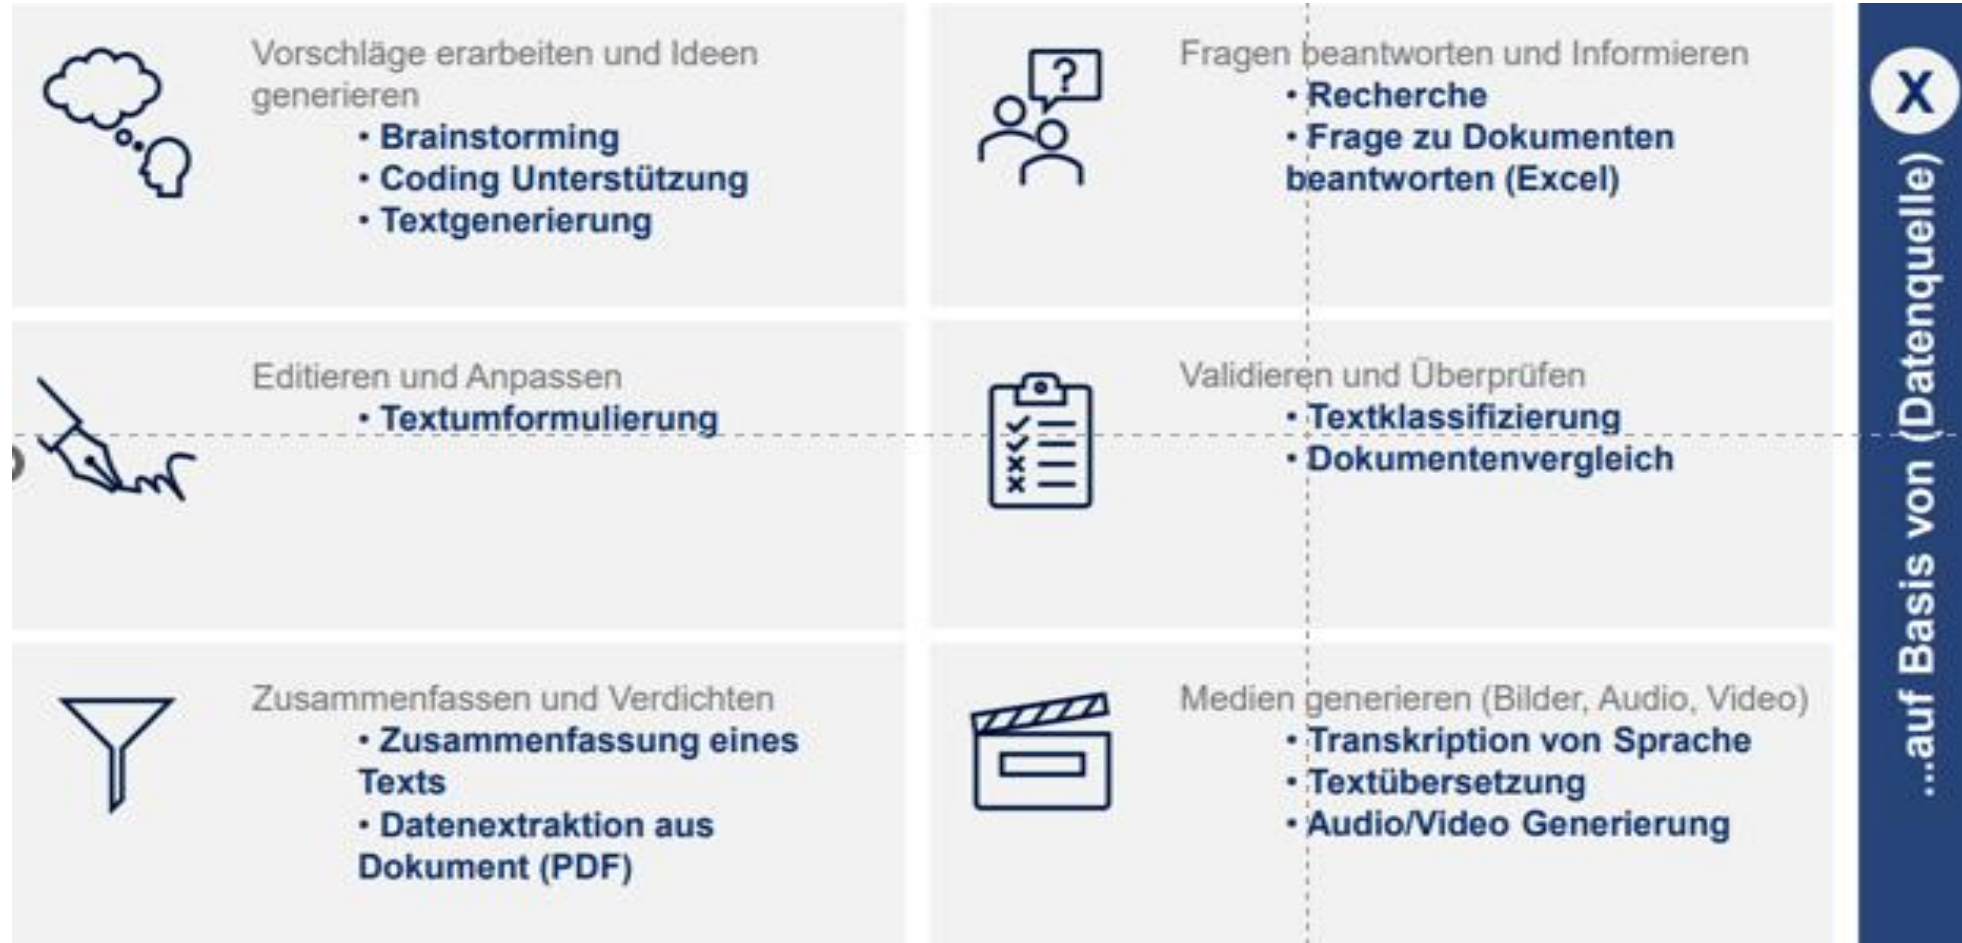 Vorschläge erarbeiten und Ideen
generieren
• Brainstorming
• Coding Unterstützung
• Textgenerierung
Fragen beantworten und Informieren
• Recherche
• Frage zu Dokumenten
beantworten (Excel)
Editieren und Anpassen
• Textumformulierung
Validieren und Überprüfen
• Textklassifizierung
• Dokumentenvergleich
Zusammenfassen und Verdichten
• Zusammenfassung eines
Texts
• Datenextraktion aus
Dokument (PDF)
Medien generieren (Bilder, Audio, Video)
• Transkription von Sprache
• Textübersetzung
• Audio/Video Generierung
X
...auf Basis von (Datenquelle)